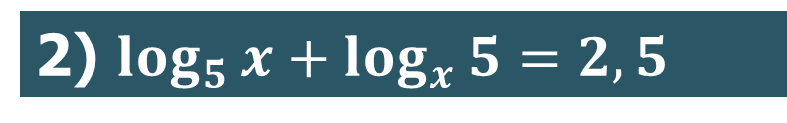 2) log₅ x + logₓ 5 = 2, 5